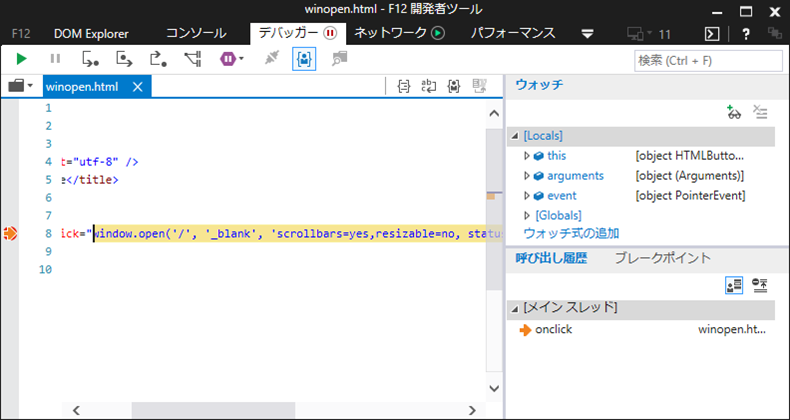 winopen.html - F12 開発者ツール
F12 DOM Explorer コンソール デバッガー ネットワーク パフォーマンス 11 ?
検索 (Ctrl + F)
winopen.html
ウォッチ
1
2
3
4 t="utf-8" />
5 e</title>
6
7
8 ick="window.open('/', '_blank', 'scrollbars=yes,resizable=no, status
9
10
[Locals]
this [object HTMLButto...
arguments [object (Arguments)]
event [object PointerEvent]
[Globals]
ウォッチ式の追加
呼び出し履歴 ブレークポイント
[メイン スレッド]
onclick winopen.ht...